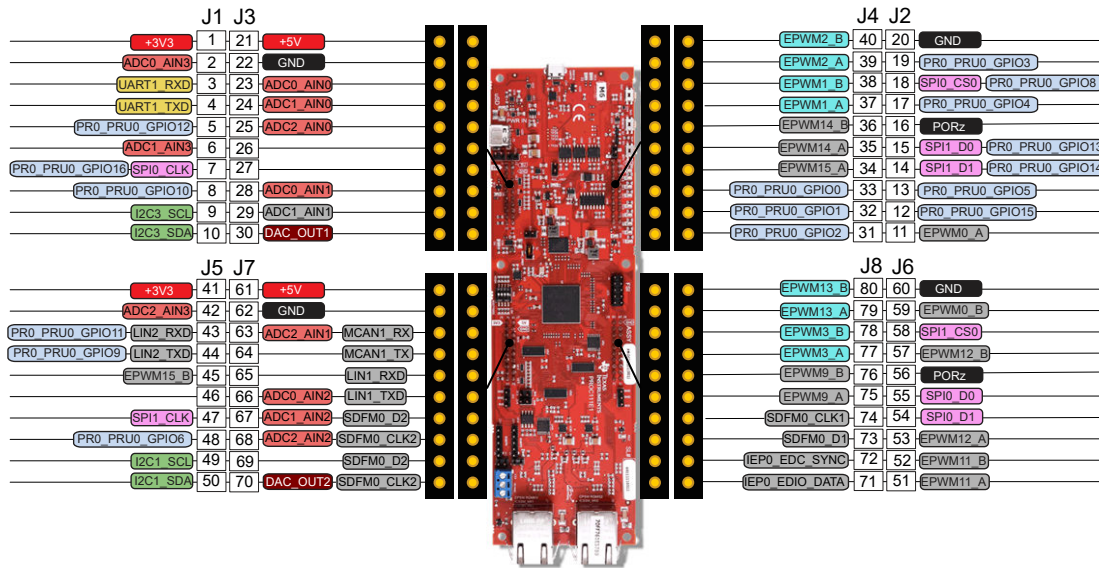 J1 J3
+3V3 1 21 +5V
ADC0_AIN3 2 22 GND
UART1_RXD 3 23 ADC0_AIN0
UART1_TXD 4 24 ADC1_AIN0
PR0_PRU0_GPIO12 5 25 ADC2_AIN0
ADC1_AIN3 6 26
PR0_PRU0_GPIO16 SPI0_CLK 7 27
PR0_PRU0_GPIO10 8 28 ADC0_AIN1
I2C3_SCL 9 29 ADC1_AIN1
I2C3_SDA 10 30 DAC_OUT1
J4 J2
EPWM2_B 40 20 GND
EPWM2_A 39 19 PR0_PRU0_GPIO3
EPWM1_B 38 18 SPI0_CS0 PR0_PRU0_GPIO8
EPWM1_A 37 17 PR0_PRU0_GPIO4
EPWM14_B 36 16 PORz
EPWM14_A 35 15 SPI1_D0 PR0_PRU0_GPIO13
EPWM15_A 34 14 SPI1_D1 PR0_PRU0_GPIO14
PR0_PRU0_GPIO0 33 13 PR0_PRU0_GPIO5
PR0_PRU0_GPIO1 32 12 PR0_PRU0_GPIO15
PR0_PRU0_GPIO2 31 11 EPWM0_A
J5 J7
+3V3 41 61 +5V
ADC2_AIN3 42 62 GND
PR0_PRU0_GPIO11 LIN2_RXD 43 63 ADC2_AIN1 MCAN1_RX
PR0_PRU0_GPIO9 LIN2_TXD 44 64 MCAN1_TX
EPWM15_B 45 65 LIN1_RXD
46 66 ADC0_AIN2 LIN1_TXD
SPI1_CLK 47 67 ADC1_AIN2 SDFM0_D2
PR0_PRU0_GPIO6 48 68 ADC2_AIN2 SDFM0_CLK2
I2C1_SCL 49 69 SDFM0_D2
I2C1_SDA 50 70 DAC_OUT2 SDFM0_CLK2
J8 J6
EPWM13_B 80 60 GND
EPWM13_A 79 59 EPWM0_B
EPWM3_B 78 58 SPI1_CS0
EPWM3_A 77 57 EPWM12_B
EPWM9_B 76 56 PORz
EPWM9_A 75 55 SPI0_D0
SDFM0_CLK1 74 54 SPI0_D1
SDFM0_D1 73 53 EPWM12_A
IEP0_EDC_SYNC 72 52 EPWM11_B
IEP0_EDIO_DATA 71 51 EPWM11_A
PWR IN
CE
TEXAS
INSTRUMENTS
PROC111E1